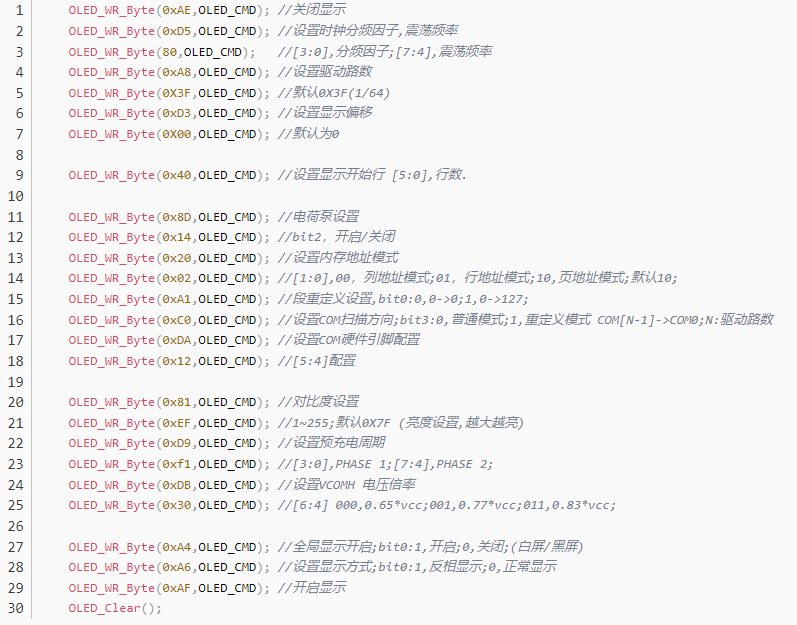 1 OLED_WR_Byte(0xAE,OLED_CMD); //关闭显示
2 OLED_WR_Byte(0xD5,OLED_CMD); //设置时钟分频因子,震荡频率
3 OLED_WR_Byte(80,OLED_CMD);   //[3:0],分频因子;[7:4],震荡频率
4 OLED_WR_Byte(0xA8,OLED_CMD); //设置驱动路数
5 OLED_WR_Byte(0X3F,OLED_CMD); //默认0X3F(1/64)
6 OLED_WR_Byte(0xD3,OLED_CMD); //设置显示偏移
7 OLED_WR_Byte(0X00,OLED_CMD); //默认为0
8
9 OLED_WR_Byte(0x40,OLED_CMD); //设置显示开始行 [5:0],行数.
10
11 OLED_WR_Byte(0x8D,OLED_CMD); //电荷泵设置
12 OLED_WR_Byte(0x14,OLED_CMD); //bit2，开启/关闭
13 OLED_WR_Byte(0x20,OLED_CMD); //设置内存地址模式
14 OLED_WR_Byte(0x02,OLED_CMD); //[1:0],00，列地址模式;01，行地址模式;10,页地址模式;默认10;
15 OLED_WR_Byte(0xA1,OLED_CMD); //段重定义设置,bit0:0,0->0;1,0->127;
16 OLED_WR_Byte(0xC0,OLED_CMD); //设置COM扫描方向;bit3:0,普通模式;1,重定义模式 COM[N-1]->COM0;N:驱动路数
17 OLED_WR_Byte(0xDA,OLED_CMD); //设置COM硬件引脚配置
18 OLED_WR_Byte(0x12,OLED_CMD); //[5:4]配置
19
20 OLED_WR_Byte(0x81,OLED_CMD); //对比度设置
21 OLED_WR_Byte(0xEF,OLED_CMD); //1~255;默认0X7F (亮度设置,越大越亮)
22 OLED_WR_Byte(0xD9,OLED_CMD); //设置预充电周期
23 OLED_WR_Byte(0xf1,OLED_CMD); //[3:0],PHASE 1;[7:4],PHASE 2;
24 OLED_WR_Byte(0xDB,OLED_CMD); //设置VCOMH 电压倍率
25 OLED_WR_Byte(0x30,OLED_CMD); //[6:4] 000,0.65*vcc;001,0.77*vcc;011,0.83*vcc;
26
27 OLED_WR_Byte(0xA4,OLED_CMD); //全局显示开启;bit0:1,开启;0,关闭;(白屏/黑屏)
28 OLED_WR_Byte(0xA6,OLED_CMD); //设置显示方式;bit0:1,反相显示;0,正常显示
29 OLED_WR_Byte(0xAF,OLED_CMD); //开启显示
30 OLED_Clear();